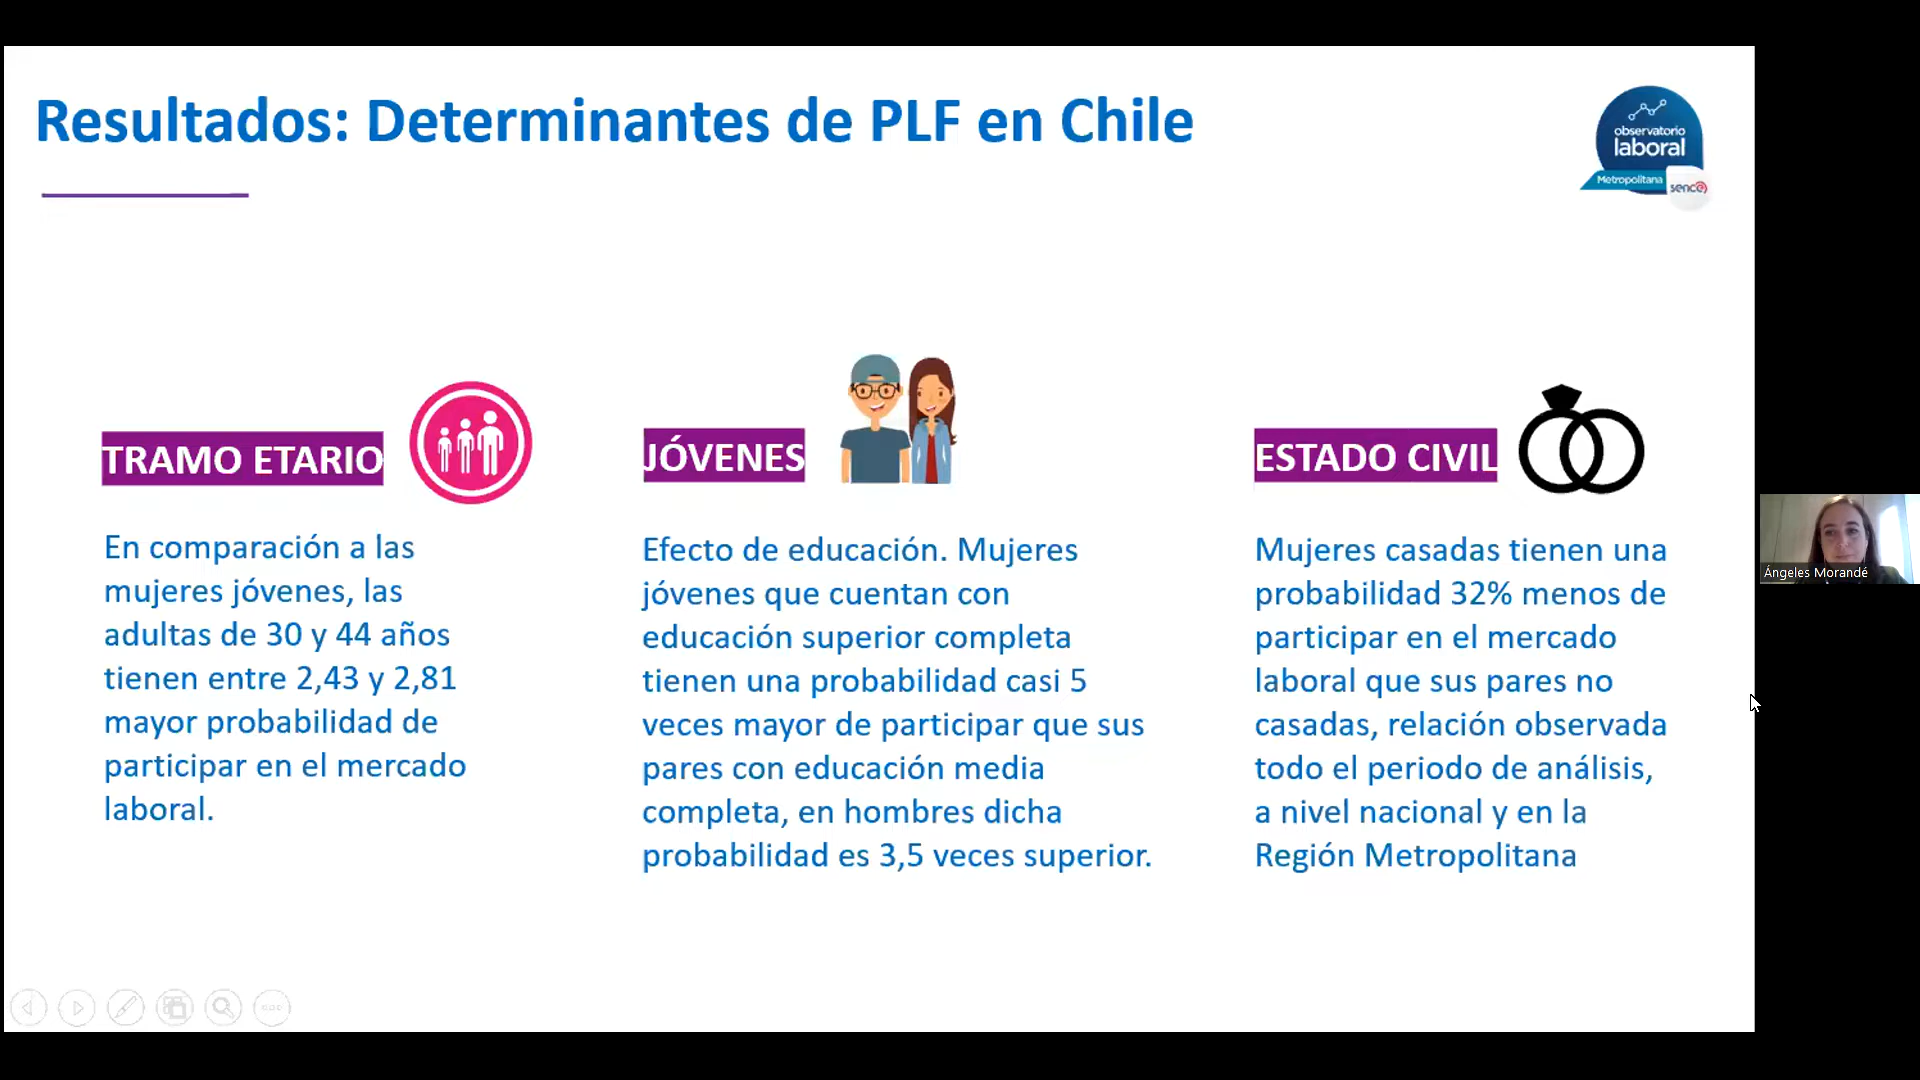 Resultados: Determinantes de PLF en Chile
observatorio
laboral
Metropolitana
sence
TRAMO ETARIO
En comparación a las
mujeres jóvenes, las
adultas de 30 y 44 años
tienen entre 2,43 y 2,81
mayor probabilidad de
participar en el mercado
laboral.
JÓVENES
Efecto de educación. Mujeres
jóvenes que cuentan con
educación superior completa
tienen una probabilidad casi 5
veces mayor de participar que sus
pares con educación media
completa, en hombres dicha
probabilidad es 3,5 veces superior.
ESTADO CIVIL
Mujeres casadas tienen una
probabilidad 32% menos de
participar en el mercado
laboral que sus pares no
casadas, relación observada
todo el periodo de análisis,
a nivel nacional y en la
Región Metropolitana
Ángeles Morandé